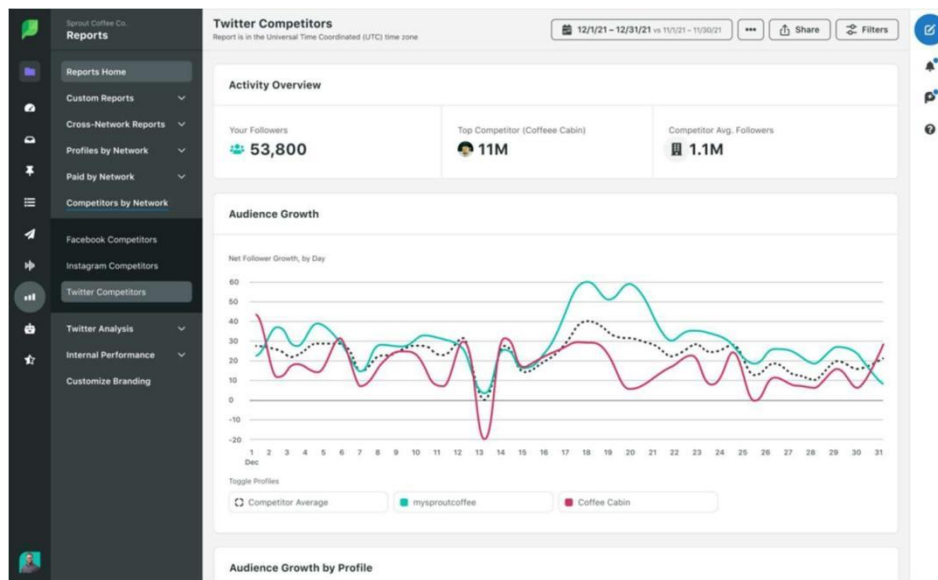 Sprout Coffee Co.
Reports
Reports Home
Custom Reports
Cross-Network Reports
Profiles by Network
Paid by Network
Competitors by Network
Facebook Competitors
Instagram Competitors
Twitter Competitors
Twitter Analysis
Internal Performance
Customize Branding
Twitter Competitors
Report is in the Universal Time Coordinated (UTC) time zone
12/1/21 – 12/31/21 vs 11/1/21 – 11/30/21
Share
Filters
Activity Overview
Your Followers
53,800
Top Competitor (Coffeee Cabin)
11M
Competitor Avg. Followers
1.1M
Audience Growth
Net Follower Growth, by Day
60
50
40
30
20
10
0
-10
-20
1 2 3 4 5 6 7 8 9 10 11 12 13 14 15 16 17 18 19 20 21 22 23 24 25 26 27 28 29 30 31
Dec
Toggle Profiles
Competitor Average
mysproutcoffee
Coffee Cabin
Audience Growth by Profile